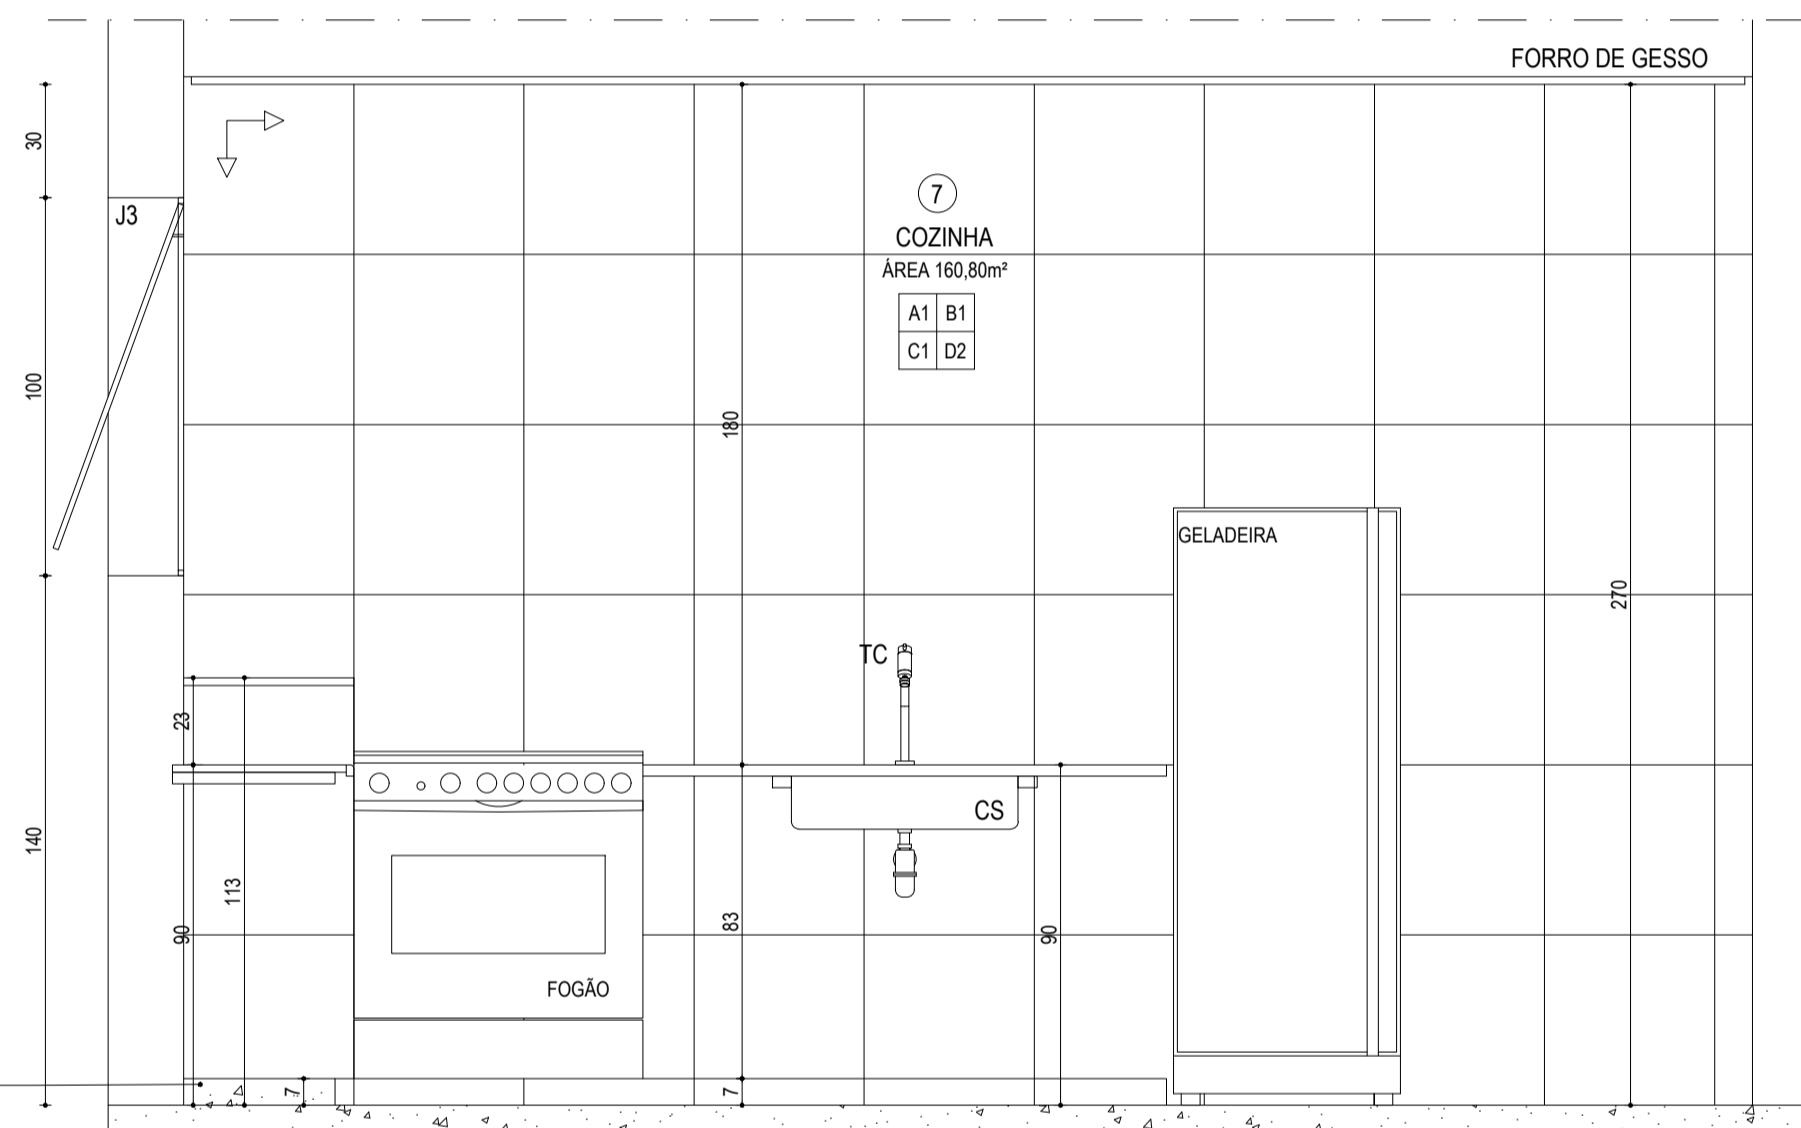 FORRO DE GESSO
30
J3
7
COZINHA
ÁREA 160,80m²
A1 B1
C1 D2
100
180
GELADEIRA
270
TC
23
CS
140
113
90
83
90
FOGÃO
7
7